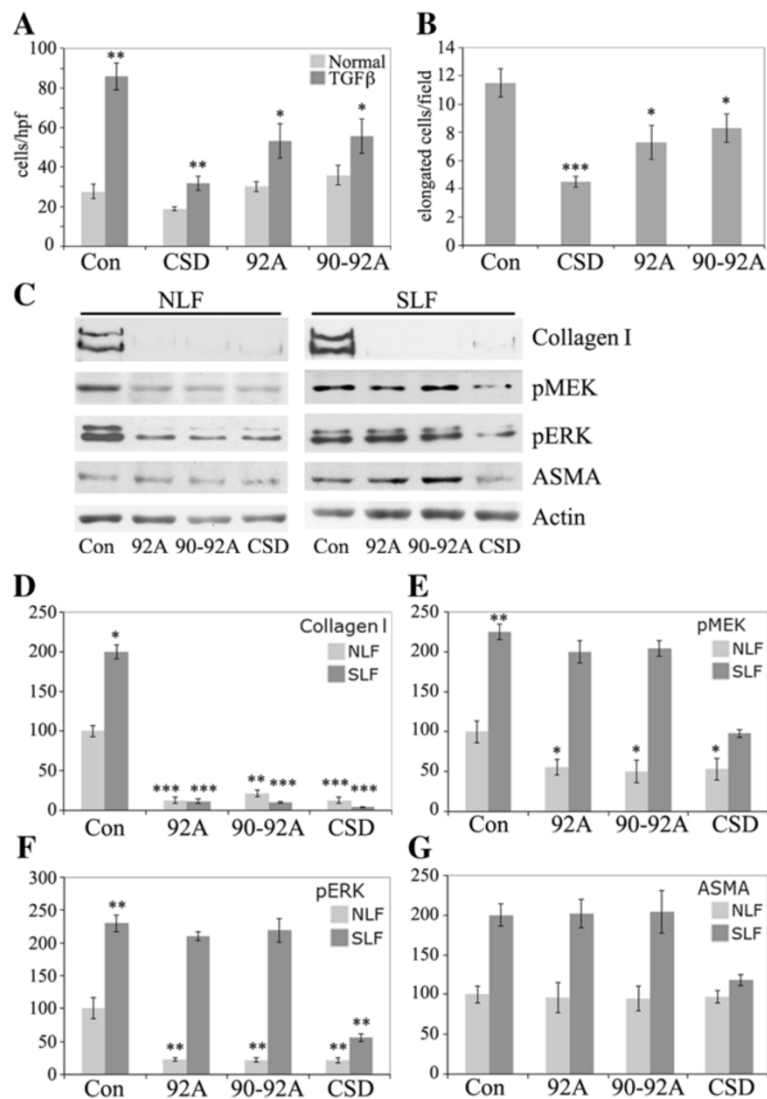 A
B
**
Normal
TGFβ
cells/hpf
100
80
60
40
20
0
**
*
*
Con CSD 92A 90-92A
elongated cells/field
14
12
10
8
6
4
2
0
***
*
*
Con CSD 92A 90-92A
C
NLF SLF
Collagen I
pMEK
pERK
ASMA
Actin
Con 92A 90-92A CSD Con 92A 90-92A CSD
D
Collagen I
NLF
SLF
250
200
150
100
50
0
*
*** *** ** *** *** ***
Con 92A 90-92A CSD
E
pMEK
NLF
SLF
250
200
150
100
50
0
**
* * *
Con 92A 90-92A CSD
F
pERK
NLF
SLF
300
250
200
150
100
50
0
**
** ** ** **
Con 92A 90-92A CSD
G
ASMA
NLF
SLF
250
200
150
100
50
0
Con 92A 90-92A CSD